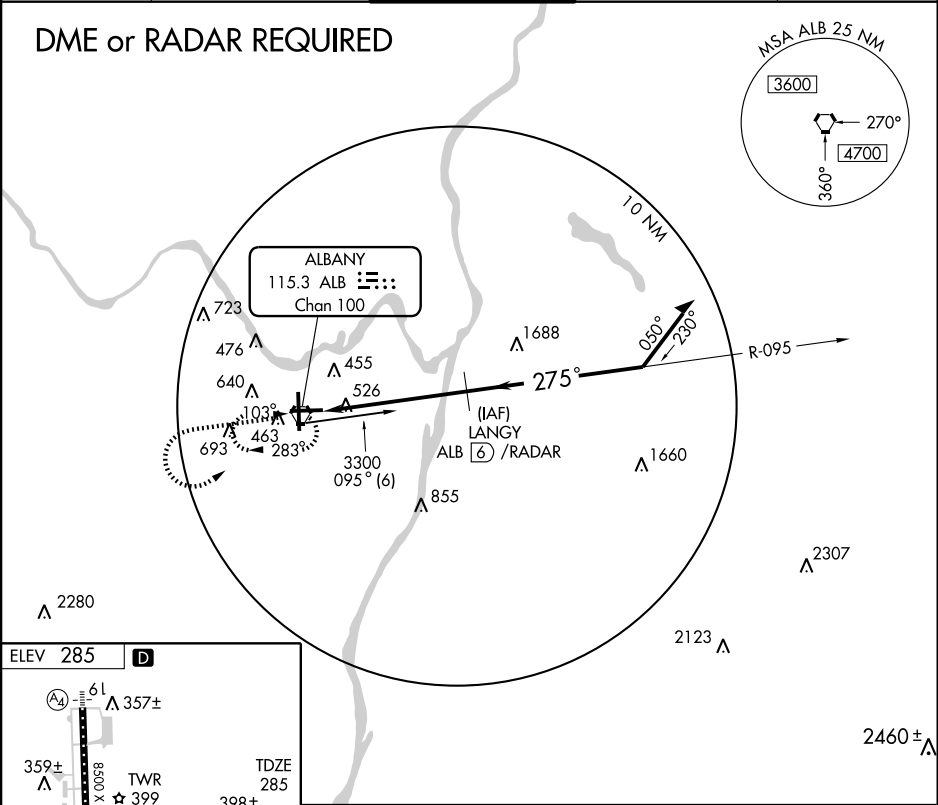 DME or RADAR REQUIRED
MSA ALB 25 NM
3600
270°
4700
360°
10 NM
ALBANY
115.3 ALB
Chan 100
723
476
455
1688
050°
230°
R-095
640
526
275°
103°
(IAF)
LANGY
ALB 6 /RADAR
463
693
283°
3300
095° (6)
1660
855
2307
2280
2123
ELEV 285 D
A4
19
357±
2460±
359±
8500 X
TWR
399
TDZE
285
398±